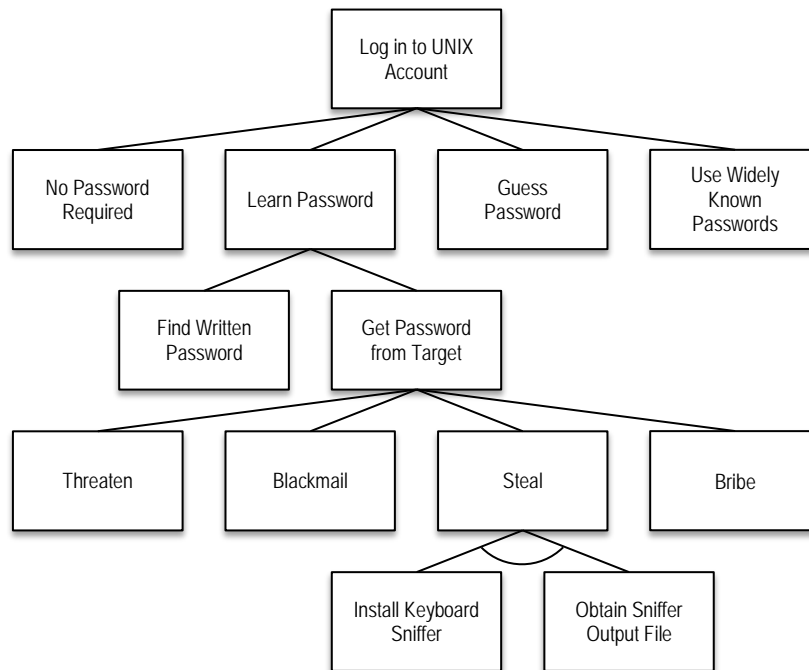 Log in to UNIX
Account
No Password
Required
Learn Password
Guess
Password
Use Widely
Known
Passwords
Find Written
Password
Get Password
from Target
Threaten
Blackmail
Steal
Bribe
Install Keyboard
Sniffer
Obtain Sniffer
Output File